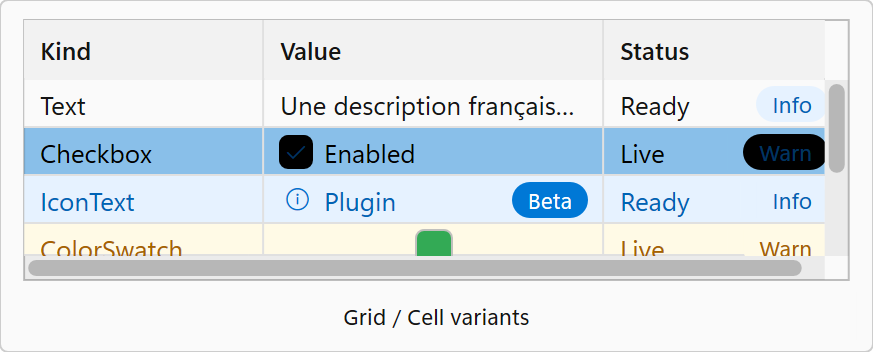 Kind Value Status
Text Une description français... Ready Info
Checkbox Enabled Live Warn
IconText Plugin Beta Ready Info
ColorSwatch Live Warn
Grid / Cell variants